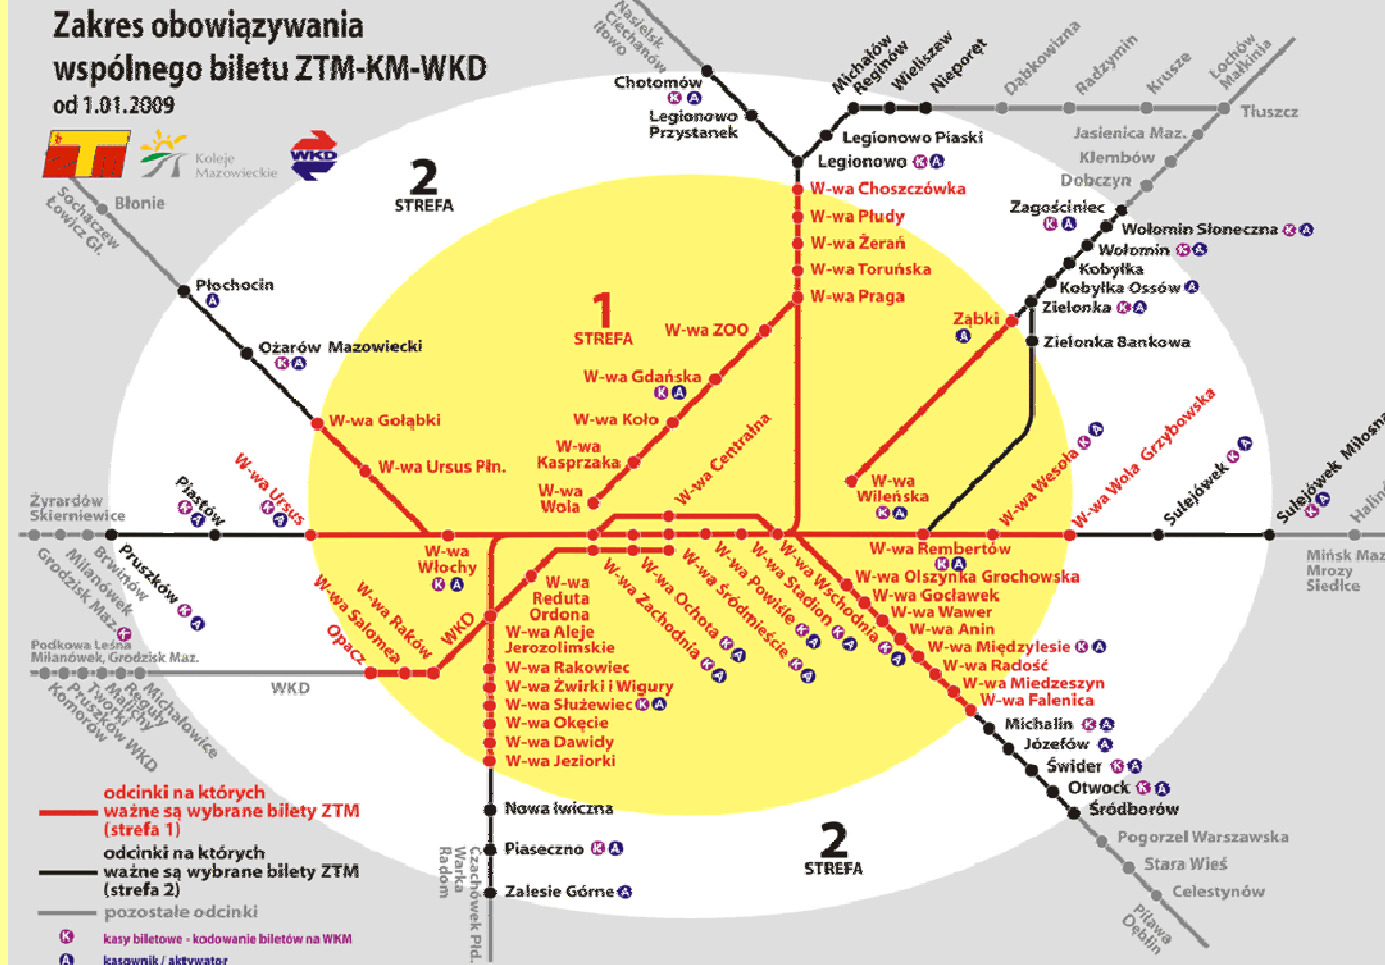 Zakres obowiązywania
wspólnego biletu ZTM-KM-WKD
od 1.01.2009
ZTM
Koleje
Mazowieckie
WKD
2
STREFA
1
STREFA
2
STREFA
Nasielsk
Ciechanów
Iłowo
Chotomów
K A
Legionowo
Przystanek
Michałów
Reginów
Wieliszew
Nieporęt
Dąbkowizna
Radzymin
Krusze
Łochów
Małkinia
Tłuszcz
Jasienica Maz.
Klembów
Dobczyn
Zagościniec
K A
Wołomin Słoneczna K A
Wołomin K A
Kobyłka
Kobyłka Ossów A
Zielonka K A
Zielonka Bankowa
Ząbki
A
Legionowo Piaski
Legionowo K A
W-wa Choszczówka
W-wa Płudy
W-wa Żerań
W-wa Toruńska
W-wa Praga
W-wa ZOO
W-wa Gdańska
K A
W-wa Koło
W-wa
Kasprzaka
W-wa
Wola
W-wa Centralna
W-wa
Wileńska
K A
Sochaczew
Łowicz Gł.
Błonie
Płochocin
A
Ożarów Mazowiecki
K A
W-wa Gołąbki
W-wa Ursus Płn.
W-wa Ursus
K A
Piastów
K A
Żyrardów
Skierniewice
Grodzisk Maz.
K
Milanówek
Brwinów
Pruszków K A
W-wa
Włochy
K A
W-wa
Reduta
Ordona
W-wa Zachodnia K A
W-wa Ochota K A
W-wa Śródmieście K A
W-wa Powiśle K A
W-wa Stadion K A
W-wa Wschodnia K A
W-wa Rembertów
K A
W-wa Wesoła K A
W-wa Wola Grzybowska
Sulejówek K A
Sulejówek Miłosna
K A
Halinó
Mińsk Maz
Mrozy
Siedlce
W-wa Olszynka Grochowska
W-wa Gocławek
W-wa Wawer
W-wa Anin
W-wa Międzylesie K A
W-wa Radość
W-wa Miedzeszyn
W-wa Falenica
Michalin K A
Józefów A
Świder K A
Otwock K A
Śródborów
Pogorzel Warszawska
Stara Wieś
Celestynów
Pilawa
Dęblin
W-wa Salomea
W-wa Raków
Opacz
WKD
WKD
Podkowa Leśna
Milanówek, Grodzisk Maz.
Komorów
Pruszków WKD
Tworki
Malichy
Reguły
Michałowice
W-wa Aleje
Jerozolimskie
W-wa Rakowiec
W-wa Żwirki i Wigury
W-wa Służewiec K A
W-wa Okęcie
W-wa Dawidy
W-wa Jeziorki
Nowa Iwiczna
Piaseczno K A
Zalesie Górne A
Czachówek Płd.
Warka
Radom
odcinki na których
ważne są wybrane bilety ZTM
(strefa 1)
odcinki na których
ważne są wybrane bilety ZTM
(strefa 2)
pozostałe odcinki
K kasy biletowe - kodowanie biletów na WKM
A kasownik / aktywator